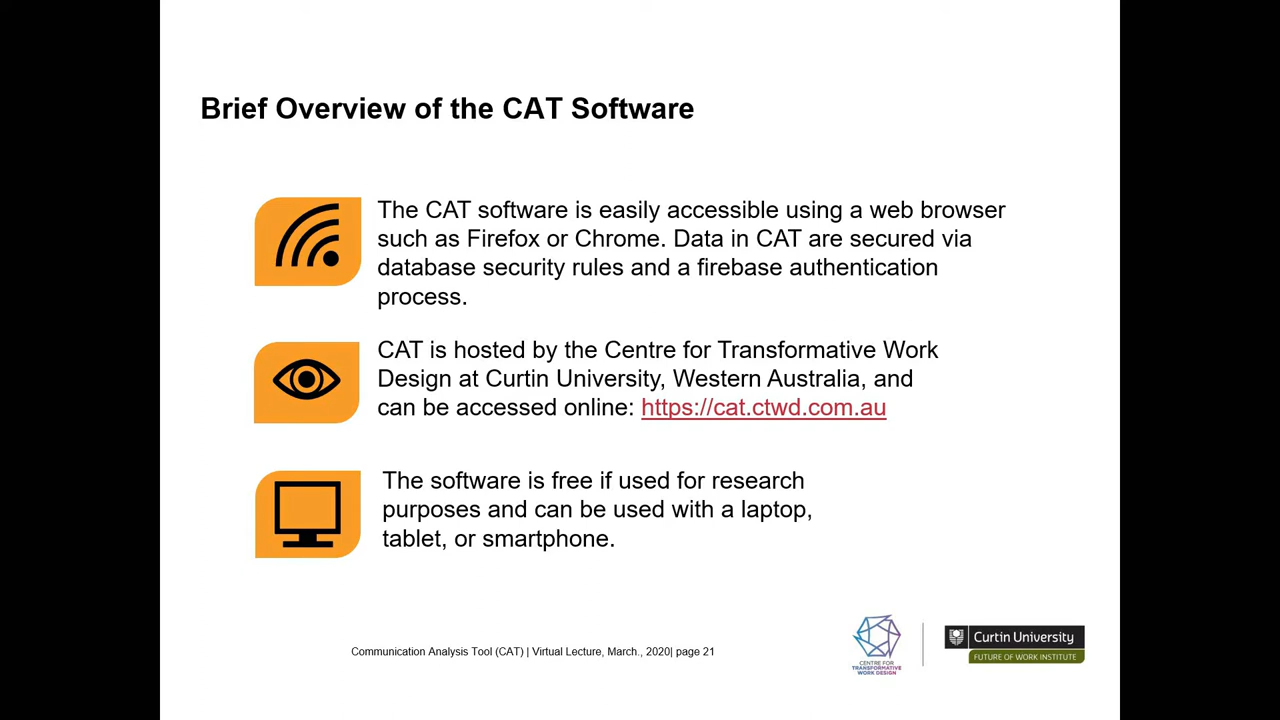 Brief Overview of the CAT Software
The CAT software is easily accessible using a web browser
such as Firefox or Chrome. Data in CAT are secured via
database security rules and a firebase authentication
process.
CAT is hosted by the Centre for Transformative Work
Design at Curtin University, Western Australia, and
can be accessed online: https://cat.ctwd.com.au
The software is free if used for research
purposes and can be used with a laptop,
tablet, or smartphone.
Communication Analysis Tool (CAT) | Virtual Lecture, March., 2020| page 21
CENTRE FOR
TRANSFORMATIVE
WORK DESIGN
Curtin University
FUTURE OF WORK INSTITUTE